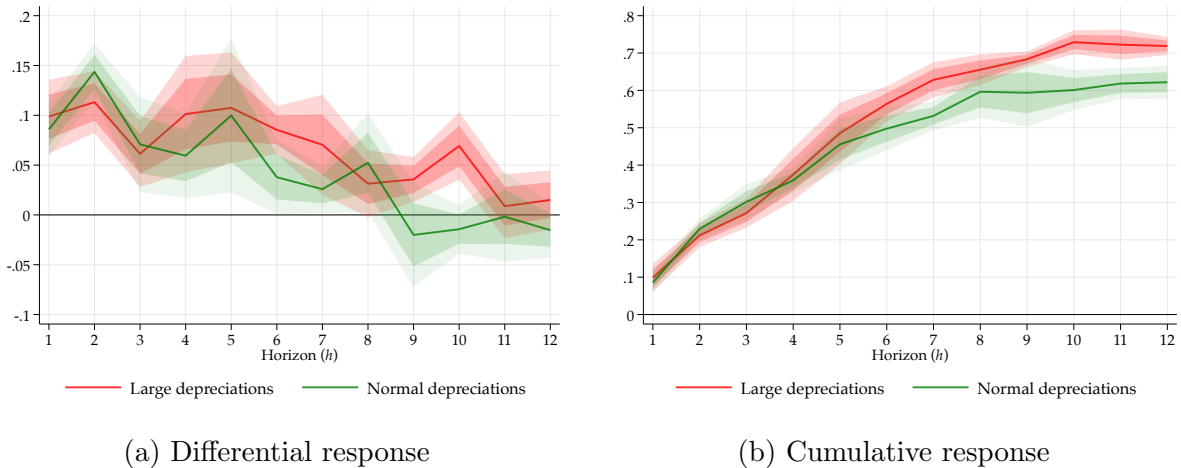 .2
.15
.1
.05
0
-.05
-.1
1 2 3 4 5 6 7 8 9 10 11 12
Horizon (h)
Large depreciations Normal depreciations
(a) Differential response
.8
.7
.6
.5
.4
.3
.2
.1
0
1 2 3 4 5 6 7 8 9 10 11 12
Horizon (h)
Large depreciations Normal depreciations
(b) Cumulative response